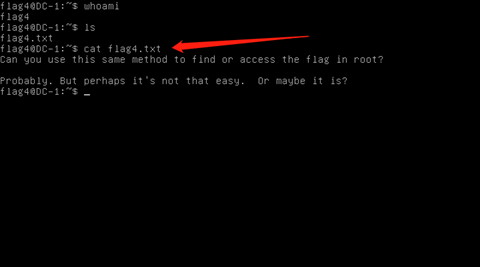 flag4@DC-1:~$ whoami
flag4
flag4@DC-1:~$ ls
flag4.txt
flag4@DC-1:~$ cat flag4.txt
Can you use this same method to find or access the flag in root?
Probably. But perhaps it's not that easy.  Or maybe it is?
flag4@DC-1:~$ _